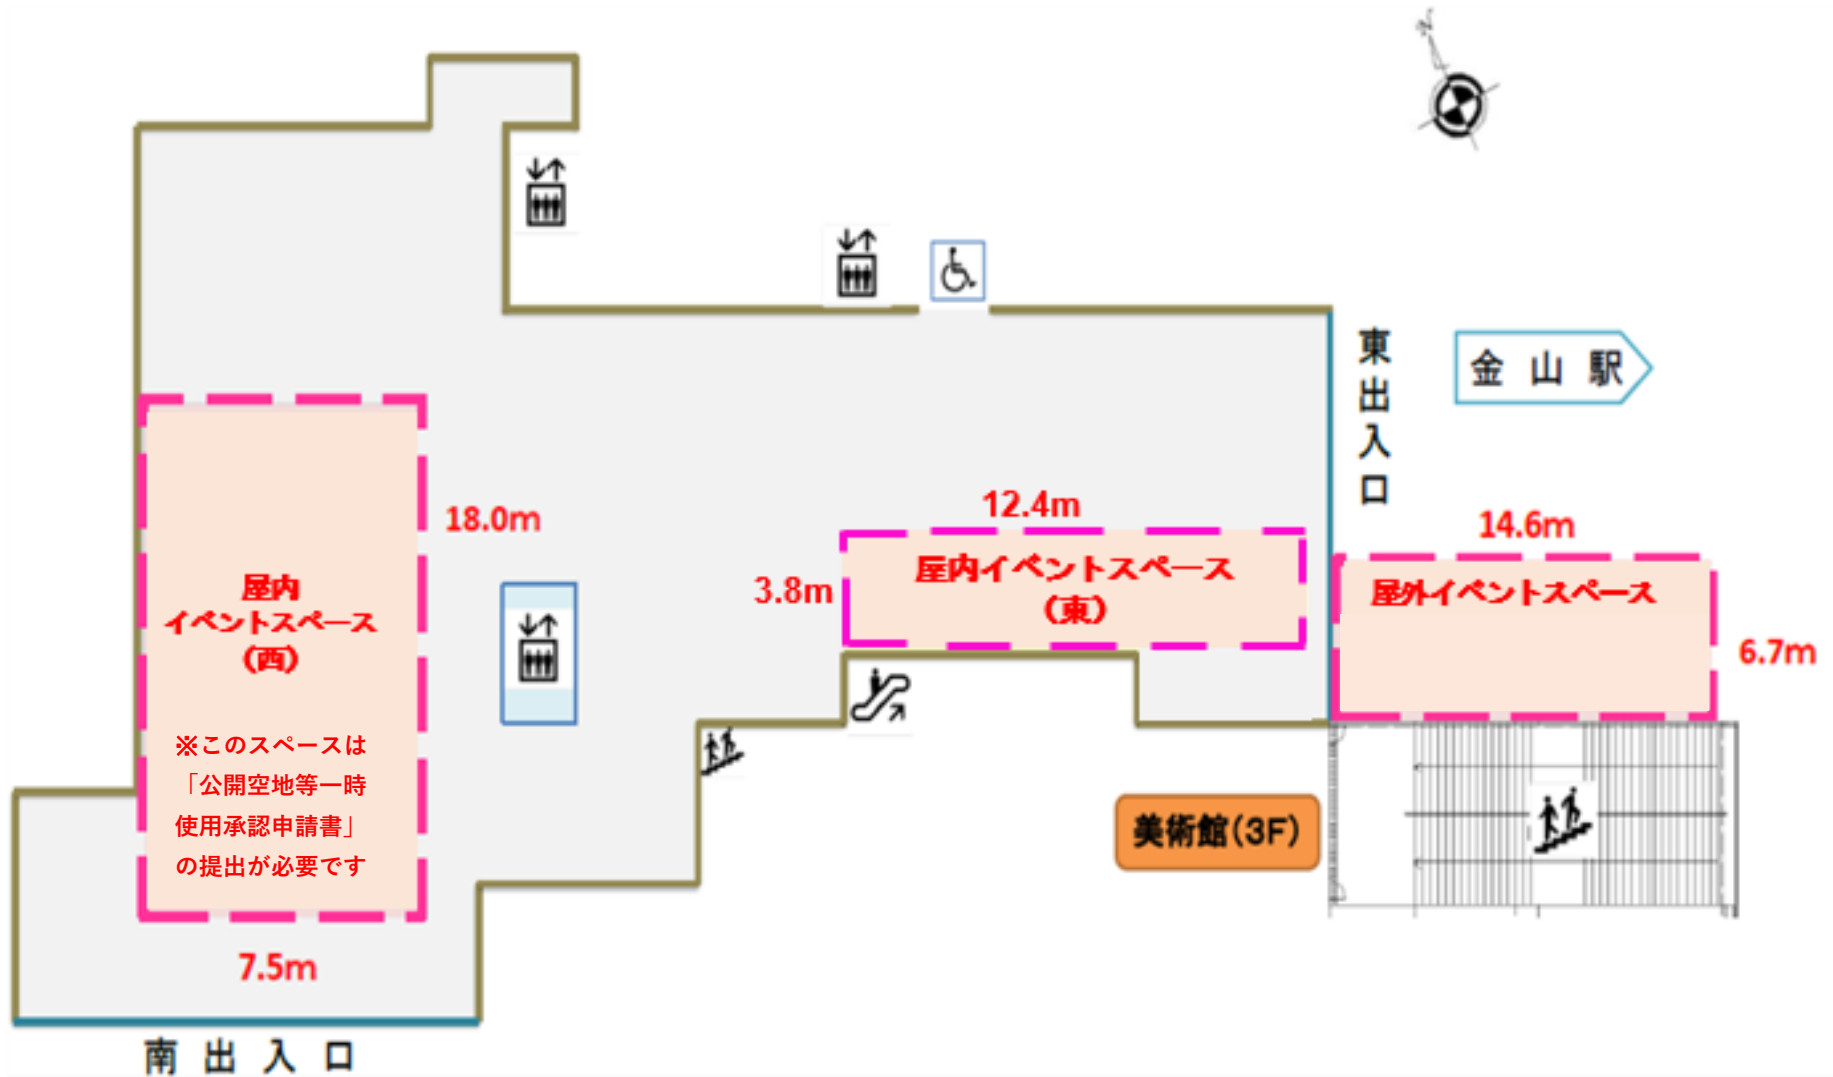 東出入口
金山駅
18.0m
12.4m
14.6m
3.8m
屋内イベントスペース
(東)
屋外イベントスペース
6.7m
屋内
イベントスペース
(西)
※このスペースは
「公開空地等一時
使用承認申請書」
の提出が必要です
美術館(3F)
7.5m
南出入口